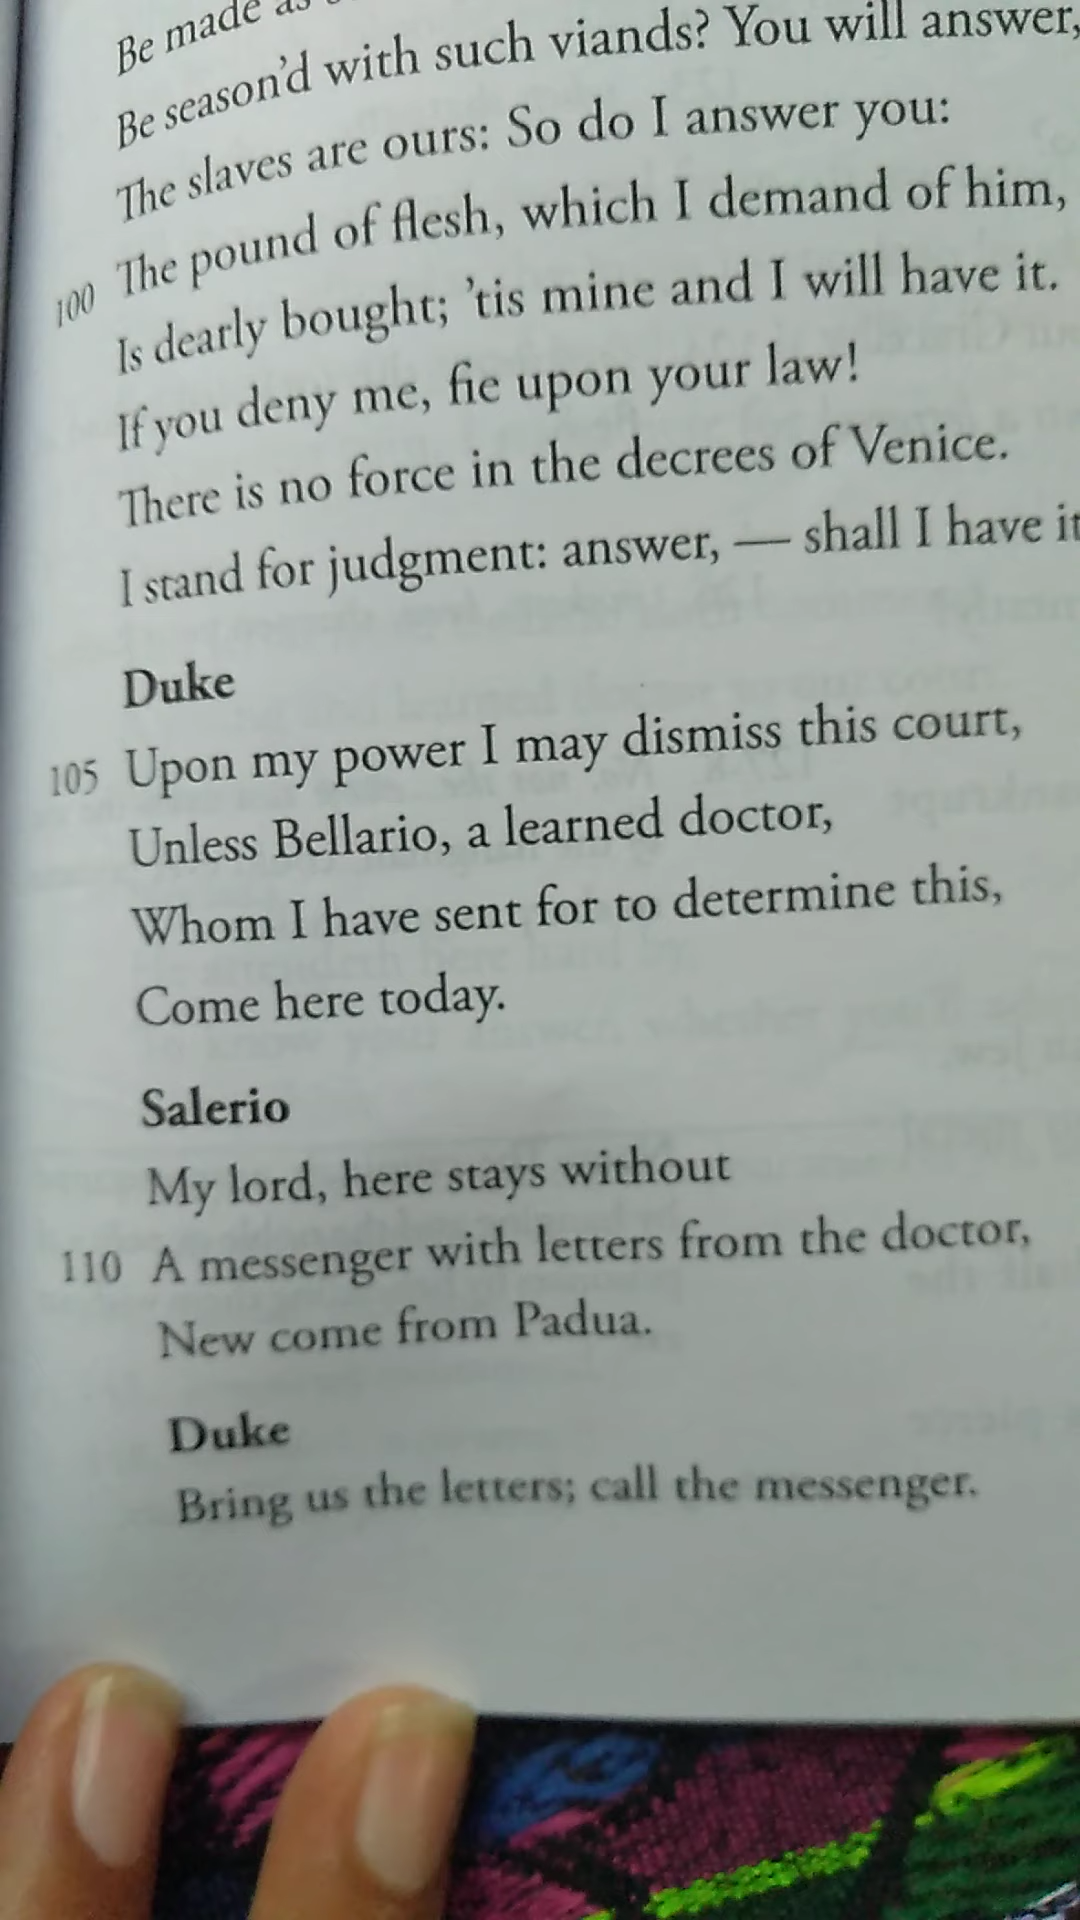 Be made as
Be season'd with such viands? You will answer,
The slaves are ours: So do I answer you:
The pound of flesh, which I demand of him,
100 Is dearly bought; 'tis mine and I will have it.
If you deny me, fie upon your law!
There is no force in the decrees of Venice.
I stand for judgment: answer, — shall I have it
Duke
105 Upon my power I may dismiss this court,
Unless Bellario, a learned doctor,
Whom I have sent for to determine this,
Come here today.
Salerio
My lord, here stays without
110 A messenger with letters from the doctor,
New come from Padua.
Duke
Bring us the letters; call the messenger.